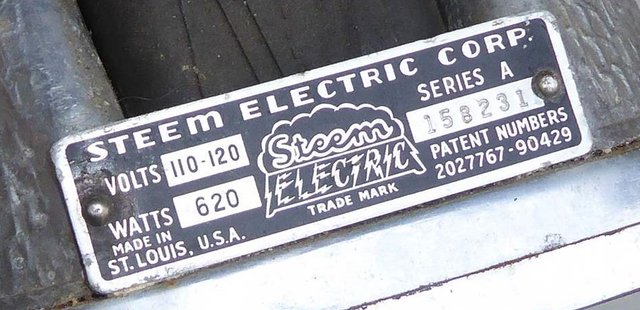 STEEM ELECTRIC CORP.
VOLTS 110-120
WATTS 620
MADE IN
ST. LOUIS, U.S.A.
Steem
ELECTRIC
TRADE MARK
SERIES A
158231
PATENT NUMBERS
2027767-90429